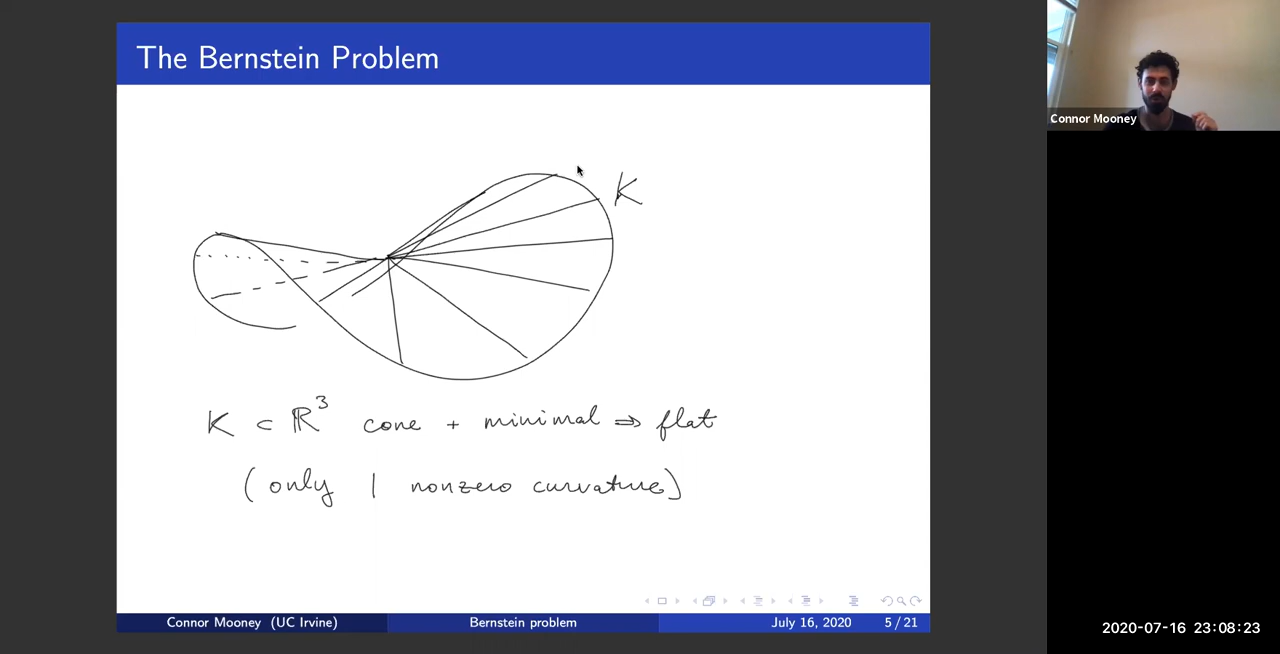 The Bernstein Problem
Connor Mooney
K
K ⊂ ℝ³ cone + minimal ⇒ flat
(only 1 nonzero curvature)
Connor Mooney (UC Irvine) Bernstein problem July 16, 2020 5 / 21
2020-07-16 23:08:23